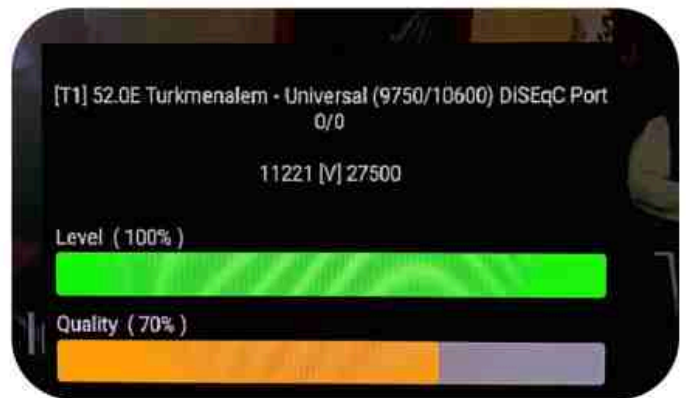 [T1] 52.0E Turkmenalem - Universal (9750/10600) DiSEqC Port
0/0
11221 [V] 27500
Level ( 100% )
Quality ( 70% )